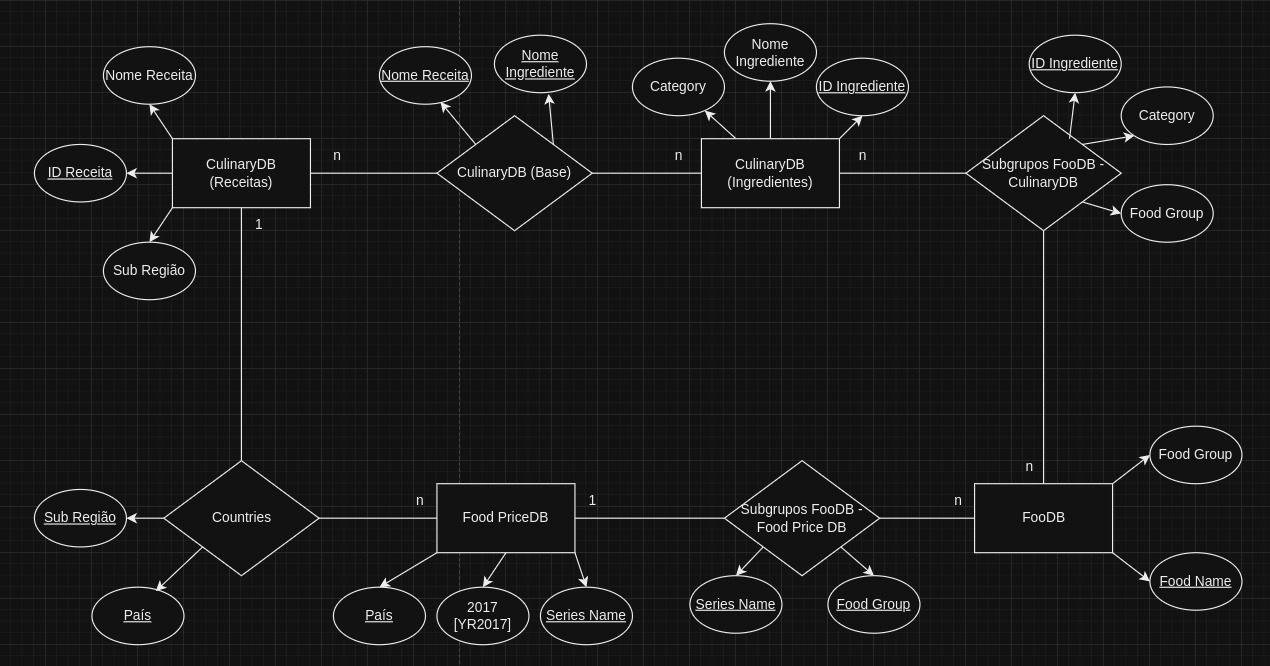 Nome Receita
ID Receita
Sub Região
CulinaryDB
(Receitas)
n
1
Nome Receita
Nome
Ingrediente
CulinaryDB (Base)
n
Category
Nome
Ingrediente
ID Ingrediente
CulinaryDB
(Ingredientes)
n
ID Ingrediente
Category
Food Group
Subgrupos FooDB -
CulinaryDB
n
Sub Região
País
Countries
n
Food PriceDB
1
País
2017
[YR2017]
Series Name
Subgrupos FooDB -
Food Price DB
Series Name
Food Group
n
FooDB
Food Group
Food Name